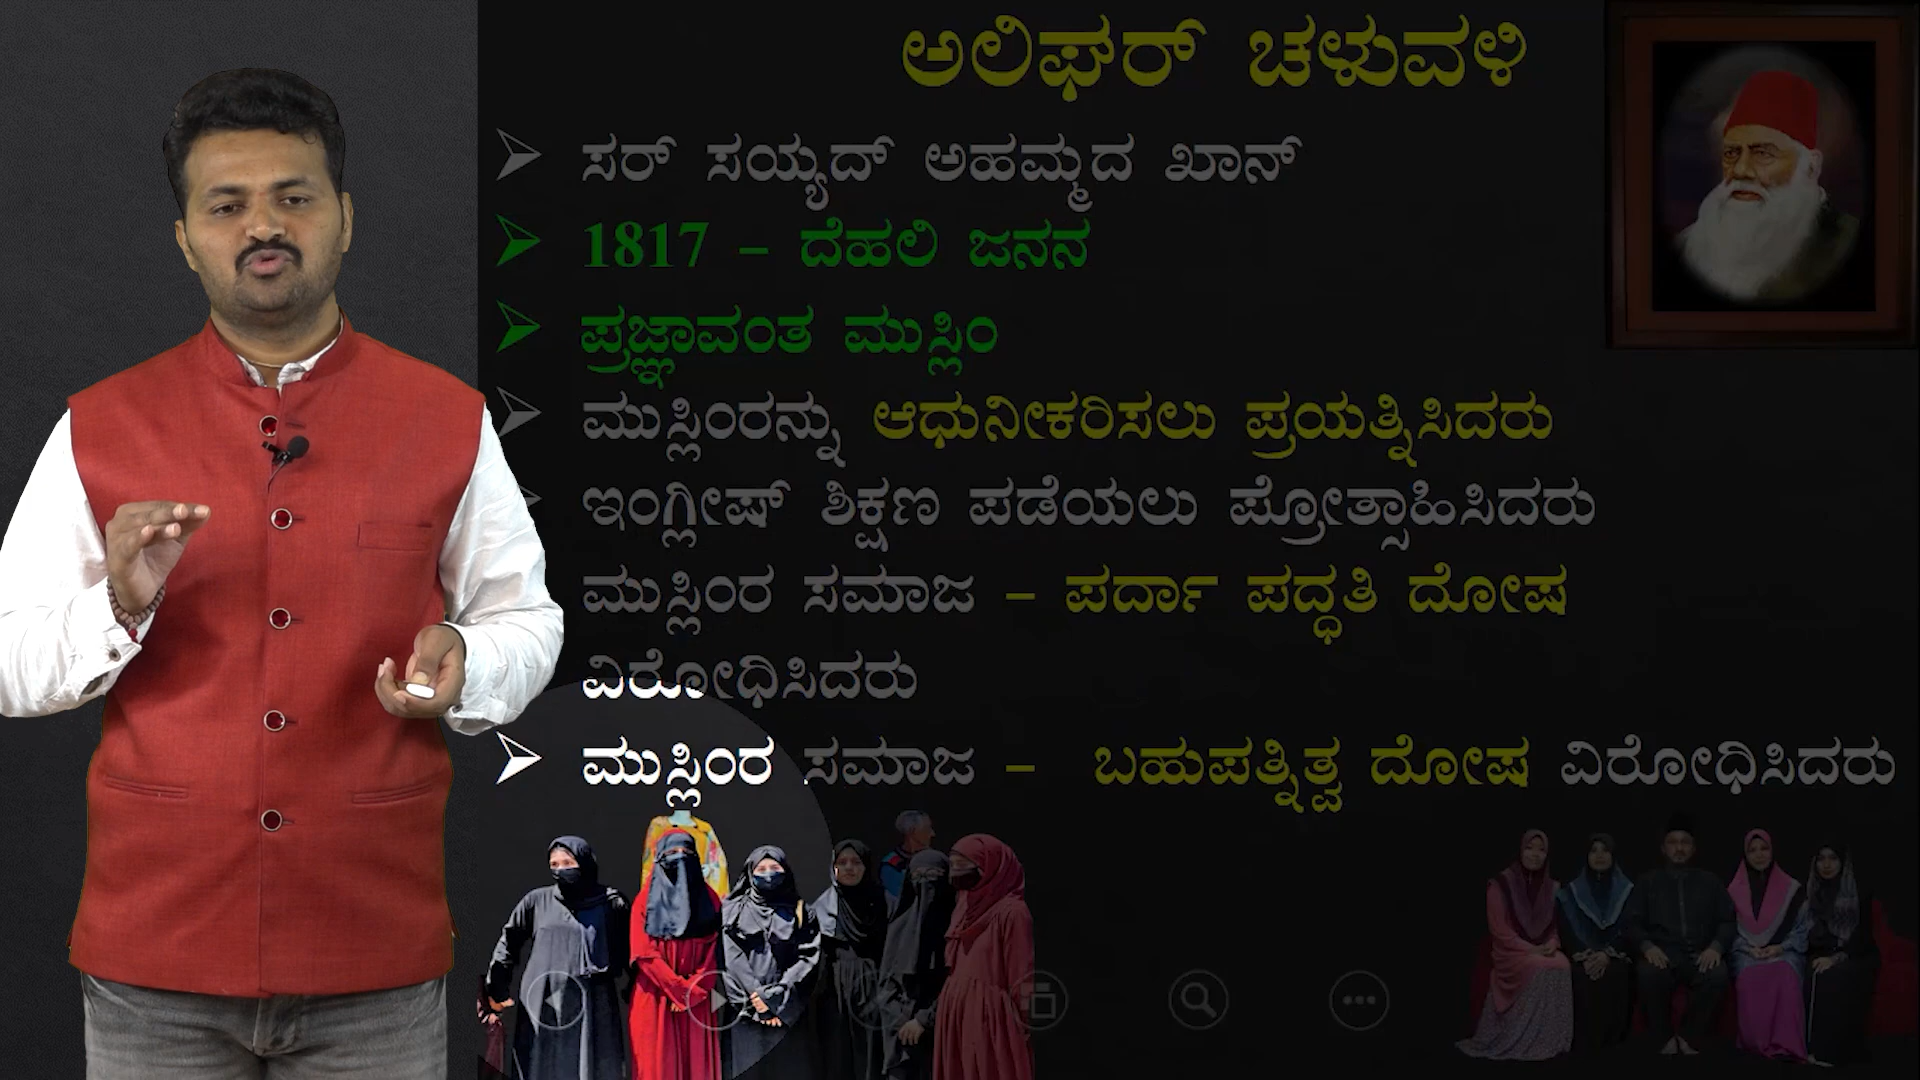 ಅಲಿಘರ್ ಚಳುವಳಿ
ಸರ್ ಸಯ್ಯದ್ ಅಹಮ್ಮದ ಖಾನ್
1817 – ದೆಹಲಿ ಜನನ
ಪ್ರಜ್ಞಾವಂತ ಮುಸ್ಲಿಂ
ಮುಸ್ಲಿಂರನ್ನು ಆಧುನೀಕರಿಸಲು ಪ್ರಯತ್ನಿಸಿದರು
ಇಂಗ್ಲೀಷ್ ಶಿಕ್ಷಣ ಪಡೆಯಲು ಪ್ರೋತ್ಸಾಹಿಸಿದರು
ಮುಸ್ಲಿಂರ ಸಮಾಜ – ಪರ್ದಾ ಪದ್ಧತಿ ದೋಷ
ವಿರೋಧಿಸಿದರು
ಮುಸ್ಲಿಂರ ಸಮಾಜ – ಬಹುಪತ್ನಿತ್ವ ದೋಷ ವಿರೋಧಿಸಿದರು